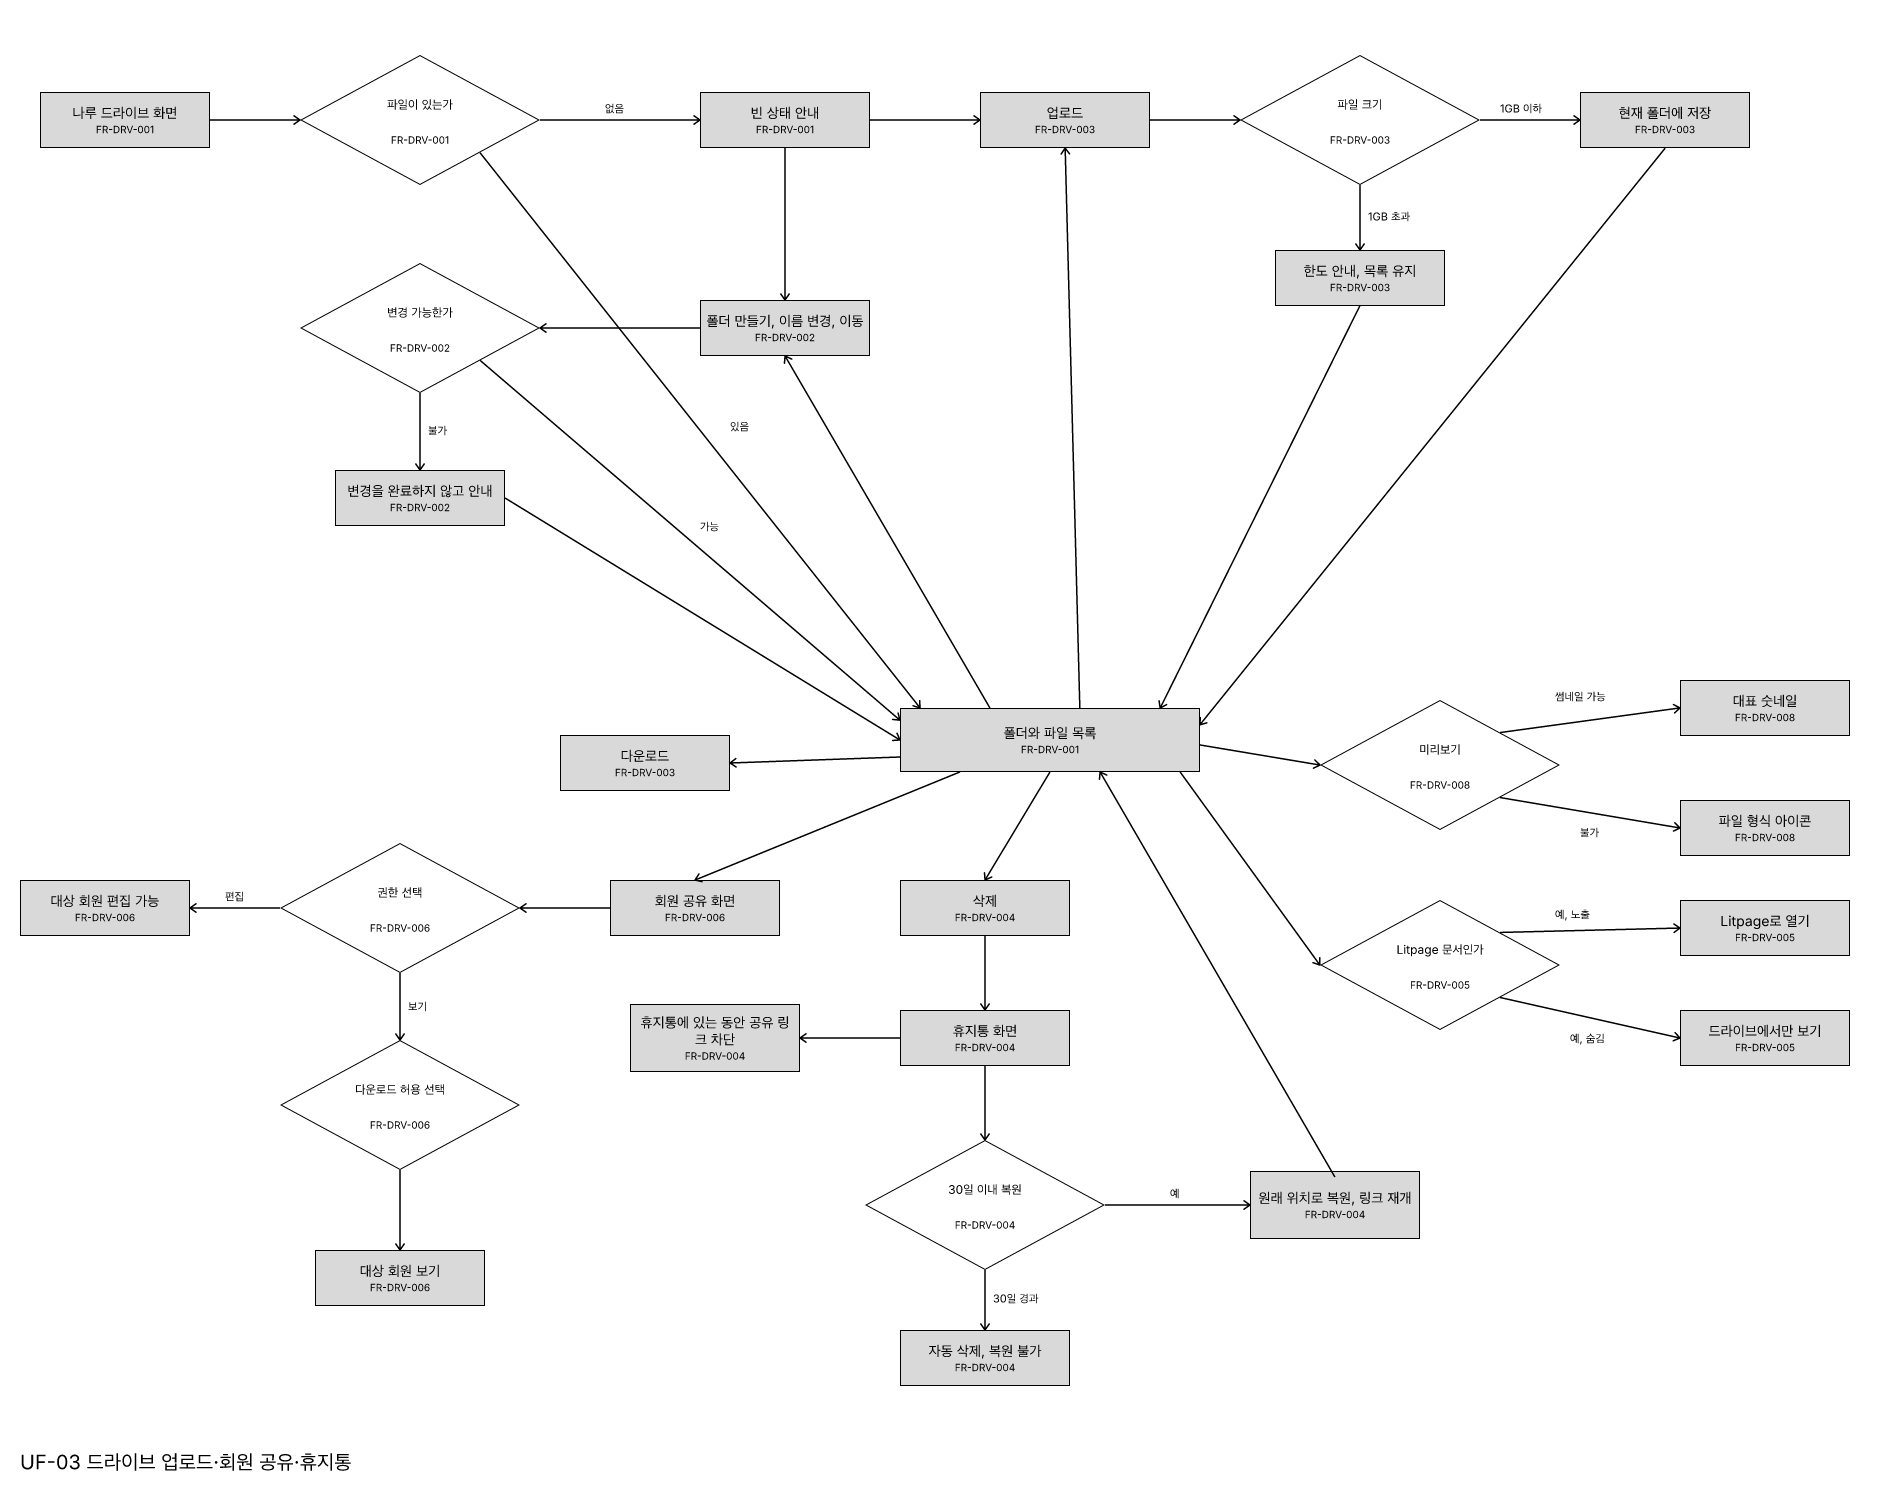 나루 드라이브 화면
FR-DRV-001
파일이 있는가
FR-DRV-001
없음
빈 상태 안내
FR-DRV-001
업로드
FR-DRV-003
파일 크기
FR-DRV-003
1GB 이하
현재 폴더에 저장
FR-DRV-003
1GB 초과
한도 안내, 목록 유지
FR-DRV-003
변경 가능한가
FR-DRV-002
폴더 만들기, 이름 변경, 이동
FR-DRV-002
불가
있음
변경을 완료하지 않고 안내
FR-DRV-002
가능
폴더와 파일 목록
FR-DRV-001
다운로드
FR-DRV-003
미리보기
FR-DRV-008
썸네일 가능
대표 숏네일
FR-DRV-008
불가
파일 형식 아이콘
FR-DRV-008
대상 회원 편집 가능
FR-DRV-006
편집
권한 선택
FR-DRV-006
회원 공유 화면
FR-DRV-006
삭제
FR-DRV-004
Litpage 문서인가
FR-DRV-005
예, 노출
Litpage로 열기
FR-DRV-005
예, 숨김
드라이브에서만 보기
FR-DRV-005
보기
휴지통에 있는 동안 공유 링
크 차단
FR-DRV-004
휴지통 화면
FR-DRV-004
다운로드 허용 선택
FR-DRV-006
30일 이내 복원
FR-DRV-004
예
원래 위치로 복원, 링크 재개
FR-DRV-004
대상 회원 보기
FR-DRV-006
30일 경과
자동 삭제, 복원 불가
FR-DRV-004
UF-03 드라이브 업로드·회원 공유·휴지통